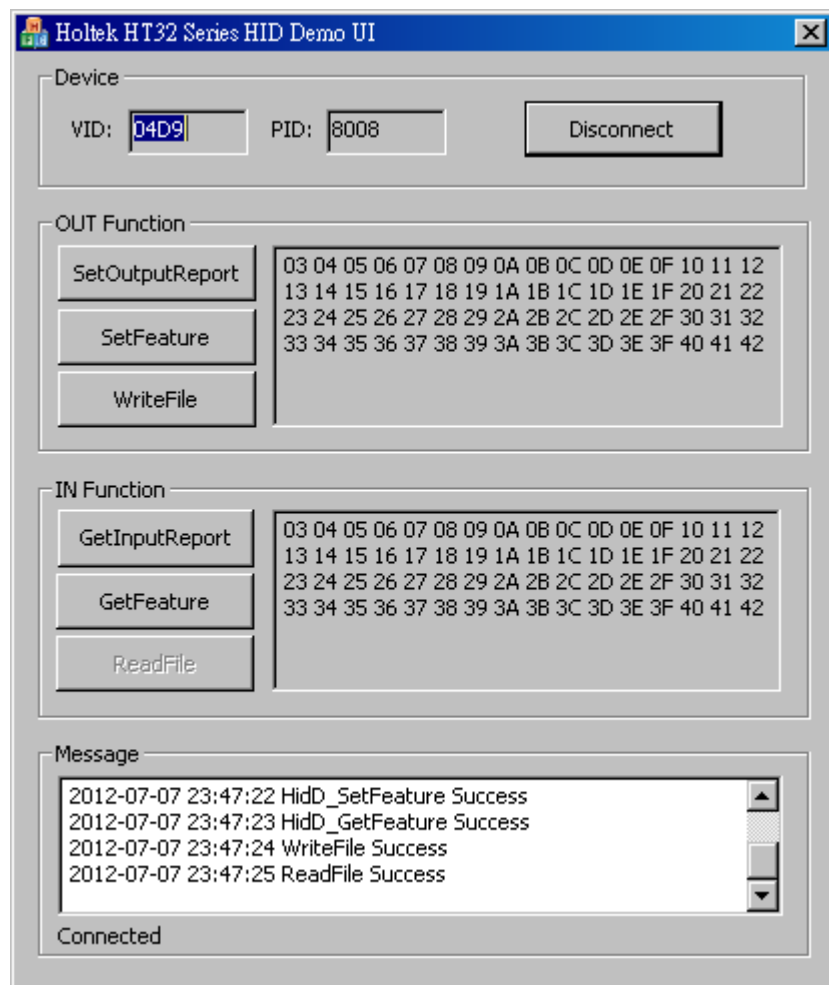 Holtek HT32 Series HID Demo UI
Device
VID: 04D9 PID: 8008 Disconnect
OUT Function
SetOutputReport
SetFeature
WriteFile
03 04 05 06 07 08 09 0A 0B 0C 0D 0E 0F 10 11 12
13 14 15 16 17 18 19 1A 1B 1C 1D 1E 1F 20 21 22
23 24 25 26 27 28 29 2A 2B 2C 2D 2E 2F 30 31 32
33 34 35 36 37 38 39 3A 3B 3C 3D 3E 3F 40 41 42
IN Function
GetInputReport
GetFeature
ReadFile
03 04 05 06 07 08 09 0A 0B 0C 0D 0E 0F 10 11 12
13 14 15 16 17 18 19 1A 1B 1C 1D 1E 1F 20 21 22
23 24 25 26 27 28 29 2A 2B 2C 2D 2E 2F 30 31 32
33 34 35 36 37 38 39 3A 3B 3C 3D 3E 3F 40 41 42
Message
2012-07-07 23:47:22 HidD_SetFeature Success
2012-07-07 23:47:23 HidD_GetFeature Success
2012-07-07 23:47:24 WriteFile Success
2012-07-07 23:47:25 ReadFile Success
Connected